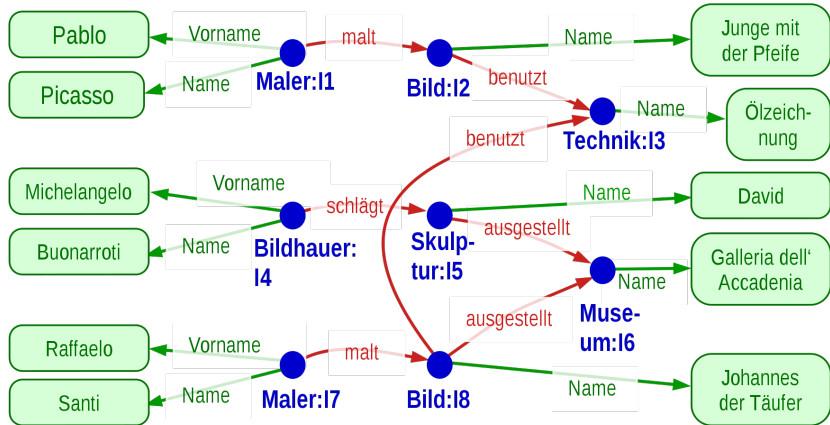 Pablo
Vorname
malt
Name
Junge mit
der Pfeife
Picasso
Name
Maler:I1
Bild:I2
benutzt
Name
Ölzeich-
nung
benutzt
Technik:I3
Michelangelo
Vorname
schlägt
Name
David
Buonarroti
Name
Bildhauer:
I4
Skulp-
tur:I5
ausgestellt
Name
Galleria dell‘
Accadenia
ausgestellt
Muse-
um:I6
Raffaelo
Vorname
malt
Santi
Name
Maler:I7
Bild:I8
Name
Johannes
der Täufer